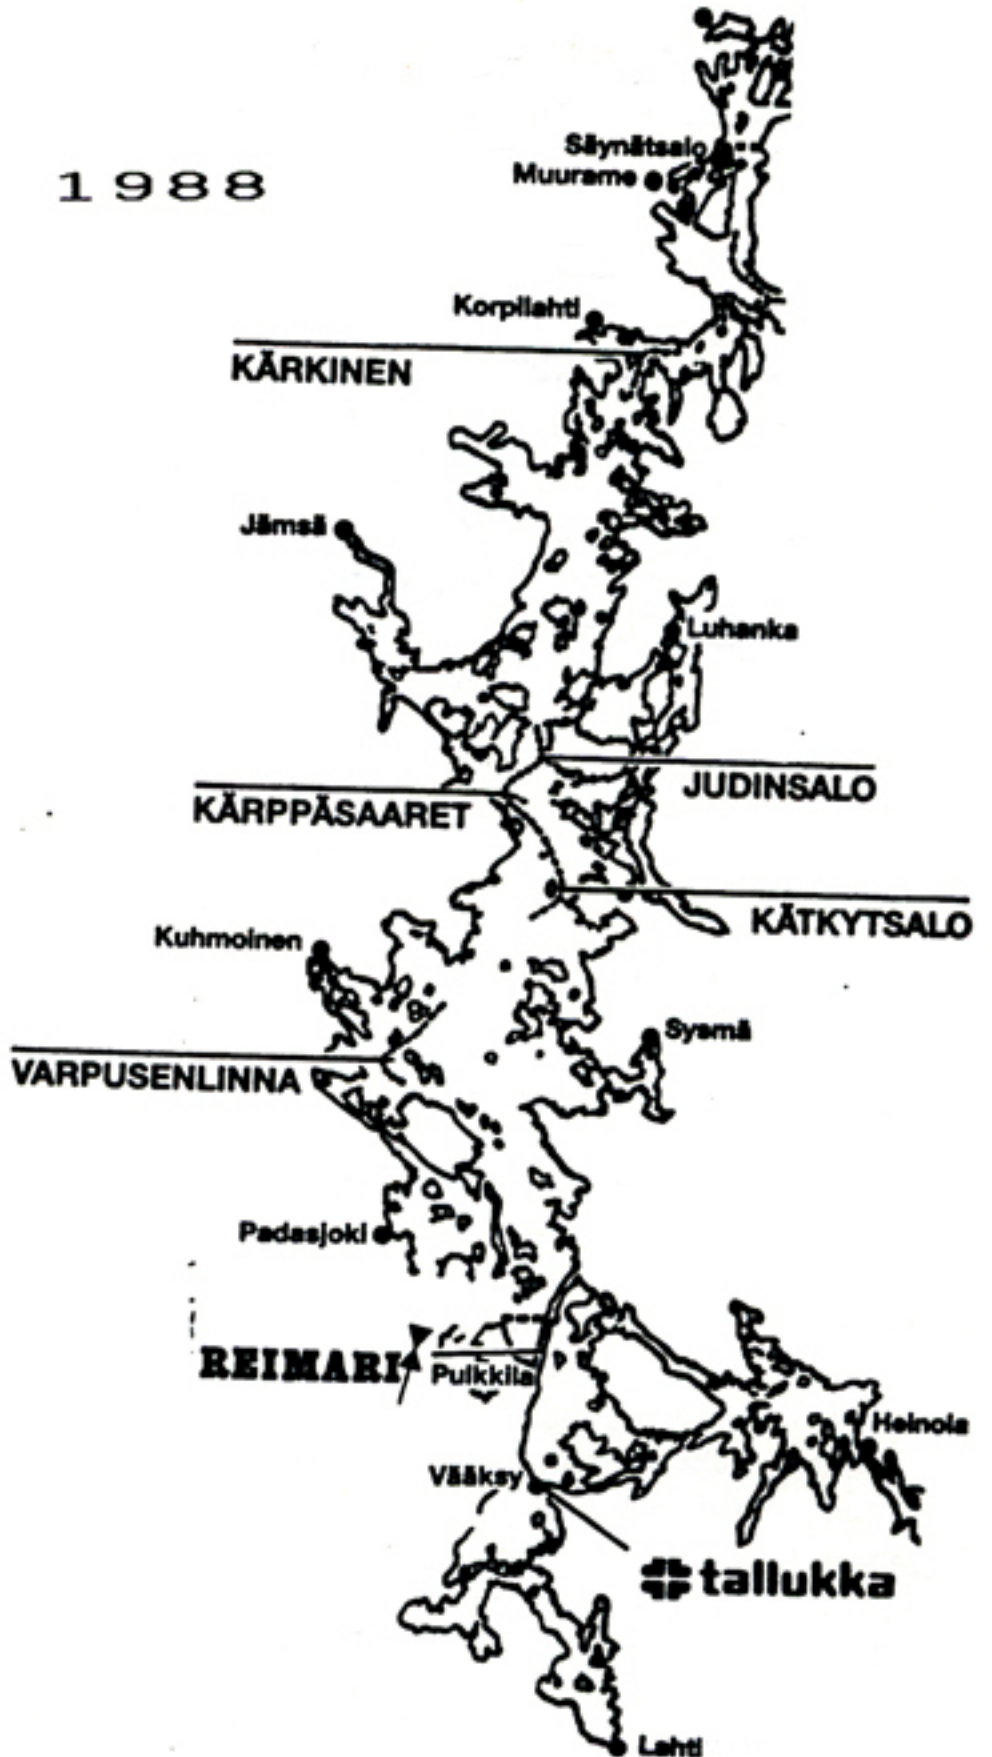 Säynätsalo
1988
Muurame
Korpilahti
KÄRKINEN
Jämsä
Luhanka
JUDINSALO
KÄRPPÄSAARET
KÄTKYTSALO
Kuhmoinen
Sysmä
VARPUSENLINNA
Padasjoki
REIMARI
Pulkkila
Heinola
Vääksy
tallukka
Lahti